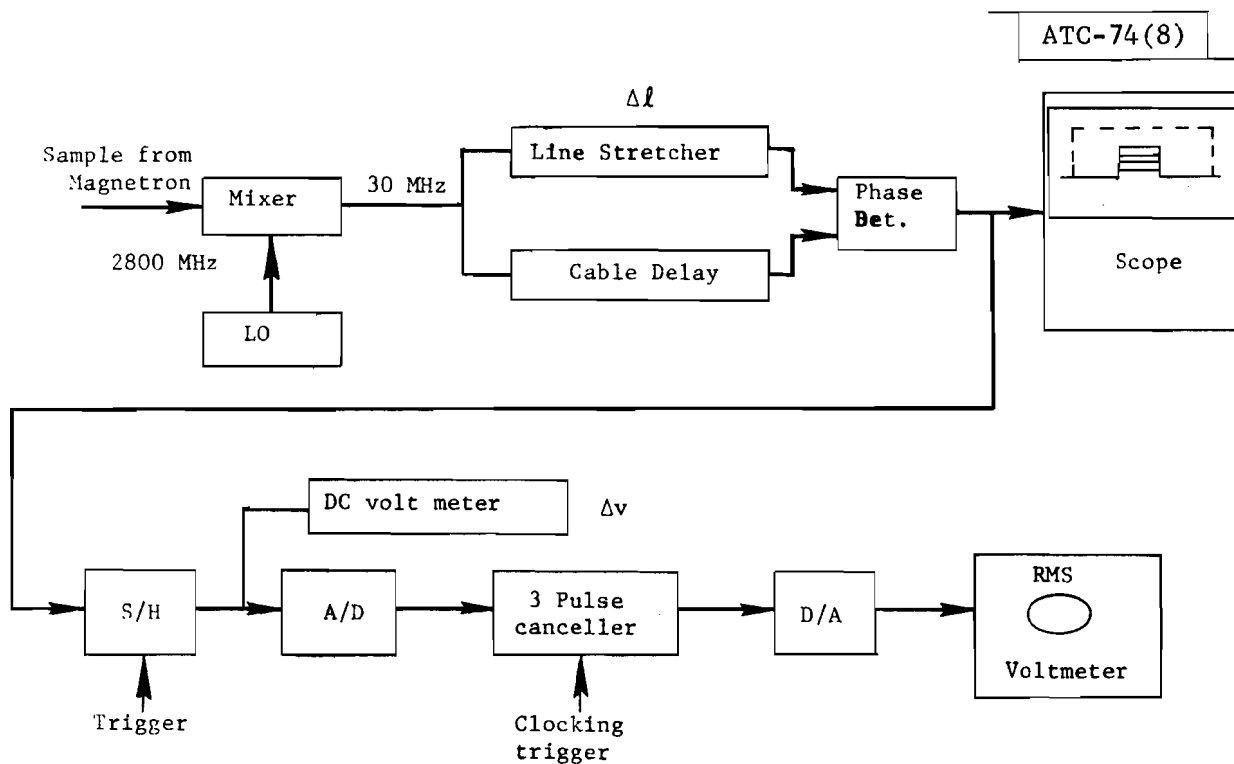 ATC-74(8)
Δℓ
Sample from
Magnetron
Mixer
30 MHz
Line Stretcher
Phase
Det.
2800 MHz
Cable Delay
Scope
LO
DC volt meter
Δv
S/H
A/D
3 Pulse
canceller
D/A
RMS
Voltmeter
Trigger
Clocking
trigger